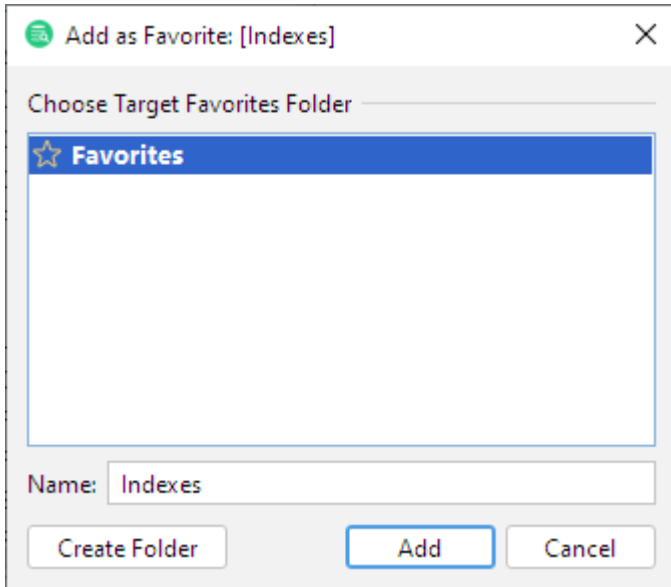 Add as Favorite: [Indexes]
Choose Target Favorites Folder
Favorites
Name: Indexes
Create Folder Add Cancel